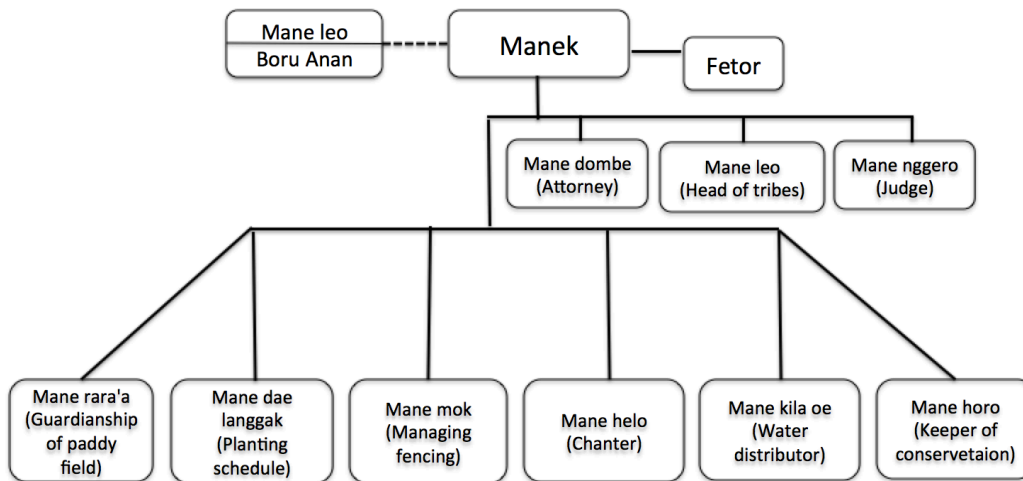 Mane leo
Boru Anan
Manek
Fetor
Mane dombe
(Attorney)
Mane leo
(Head of tribes)
Mane nggero
(Judge)
Mane rara'a
(Guardianship
of paddy
field)
Mane dae
langgak
(Planting
schedule)
Mane mok
(Managing
fencing)
Mane helo
(Chanter)
Mane kila oe
(Water
distributor)
Mane horo
(Keeper of
conservetaion)